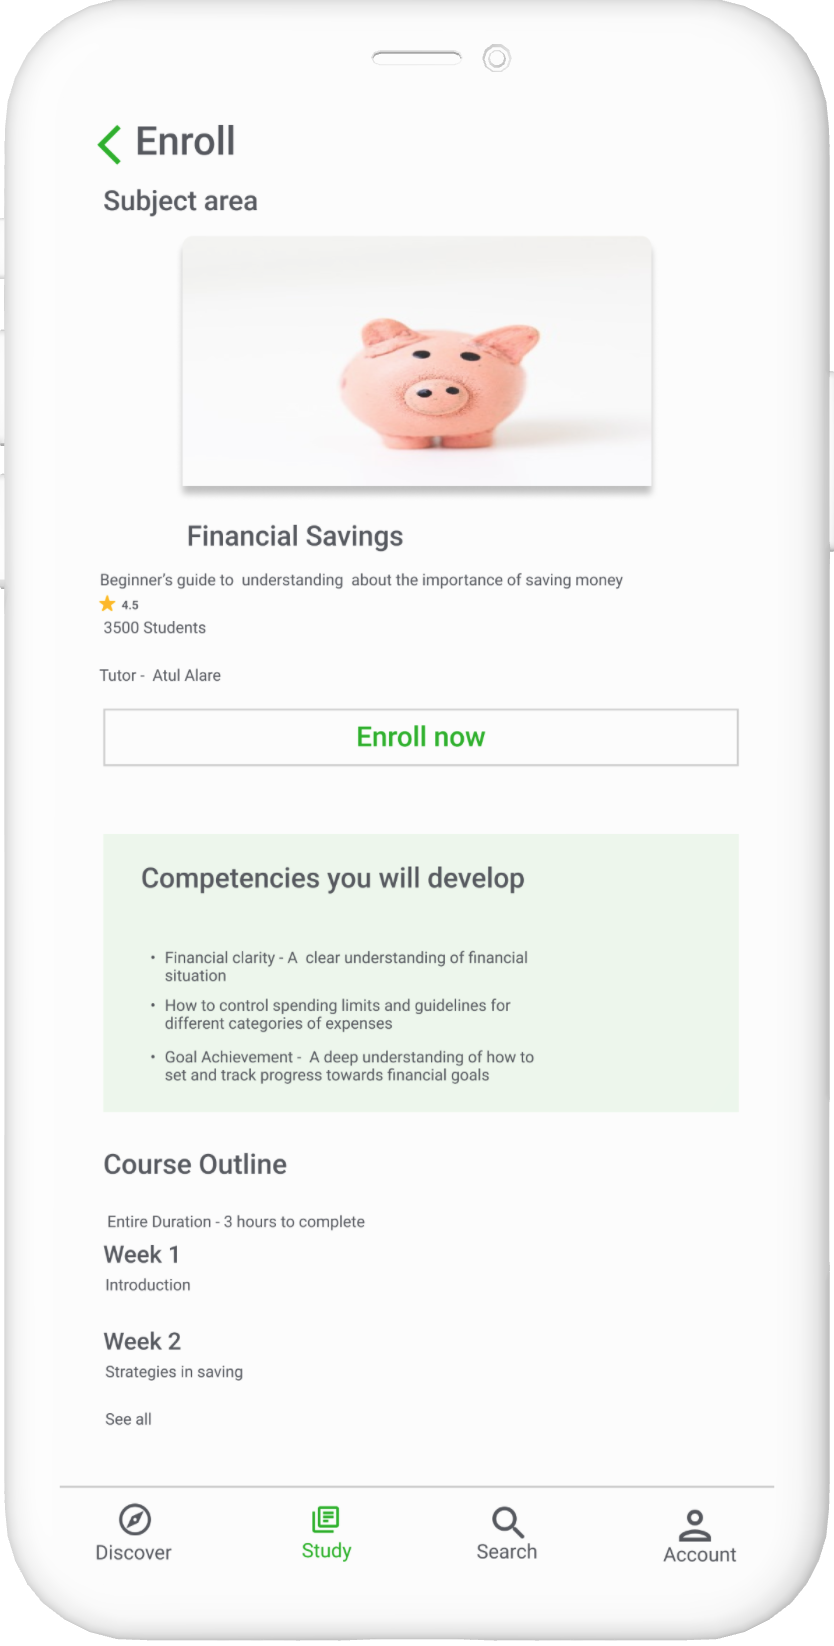 Enroll
Subject area
Financial Savings
Beginner's guide to understanding about the importance of saving money
4.5
3500 Students
Tutor - Atul Alare
Enroll now
Competencies you will develop
• Financial clarity - A clear understanding of financial
situation
• How to control spending limits and guidelines for
different categories of expenses
• Goal Achievement - A deep understanding of how to
set and track progress towards financial goals
Course Outline
Entire Duration - 3 hours to complete
Week 1
Introduction
Week 2
Strategies in saving
See all
Discover
Study
Search
Account